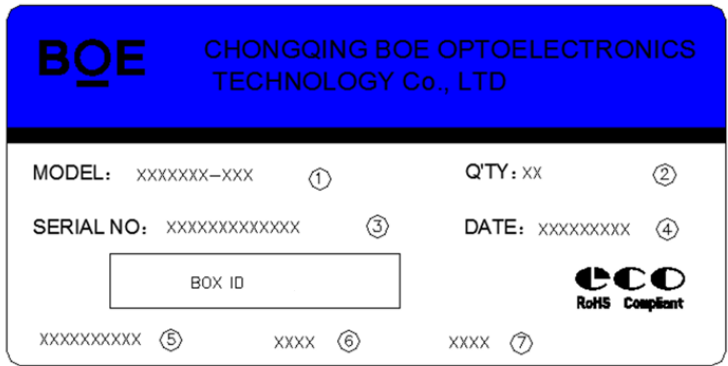 BOE CHONGQING BOE OPTOELECTRONICS
TECHNOLOGY Co., LTD
MODEL: XXXXXXX-XXX ① Q'TY: XX ②
SERIAL NO: XXXXXXXXXXXXX ③ DATE: XXXXXXXXX ④
BOX ID
eco
RoHS Compliant
XXXXXXXXXX ⑤ XXXX ⑥ XXXX ⑦